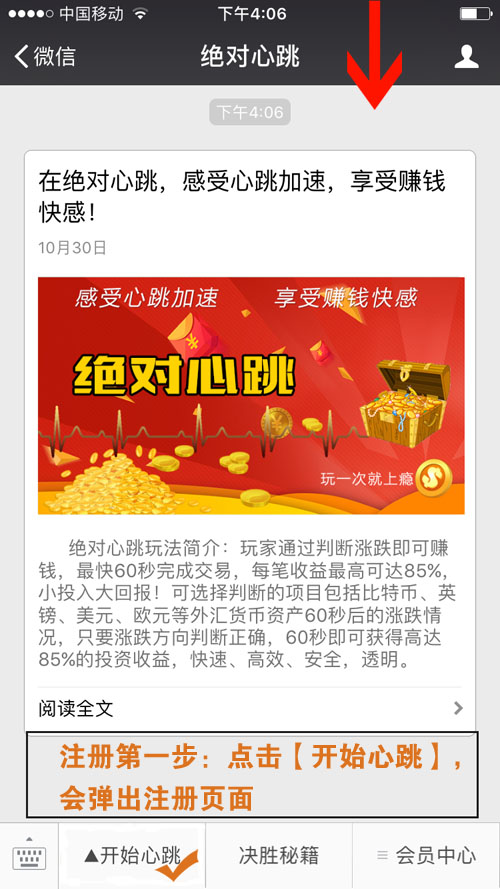 中国移动 下午4:06
微信 绝对心跳
下午4:06
在绝对心跳，感受心跳加速，享受赚钱
快感！
10月30日
感受心跳加速 享受赚钱快感
绝对心跳
玩一次就上瘾
绝对心跳玩法简介：玩家通过判断涨跌即可赚
钱，最快60秒完成交易，每笔收益最高可达85%，
小投入大回报！可选择判断的项目包括比特币、英
镑、美元、欧元等外汇货币资产60秒后的涨跌情
况，只要涨跌方向判断正确，60秒即可获得高达
85%的投资收益，快速、高效、安全，透明。
阅读全文
注册第一步：点击【开始心跳】，
会弹出注册页面
▲开始心跳 决胜秘籍 ≡ 会员中心